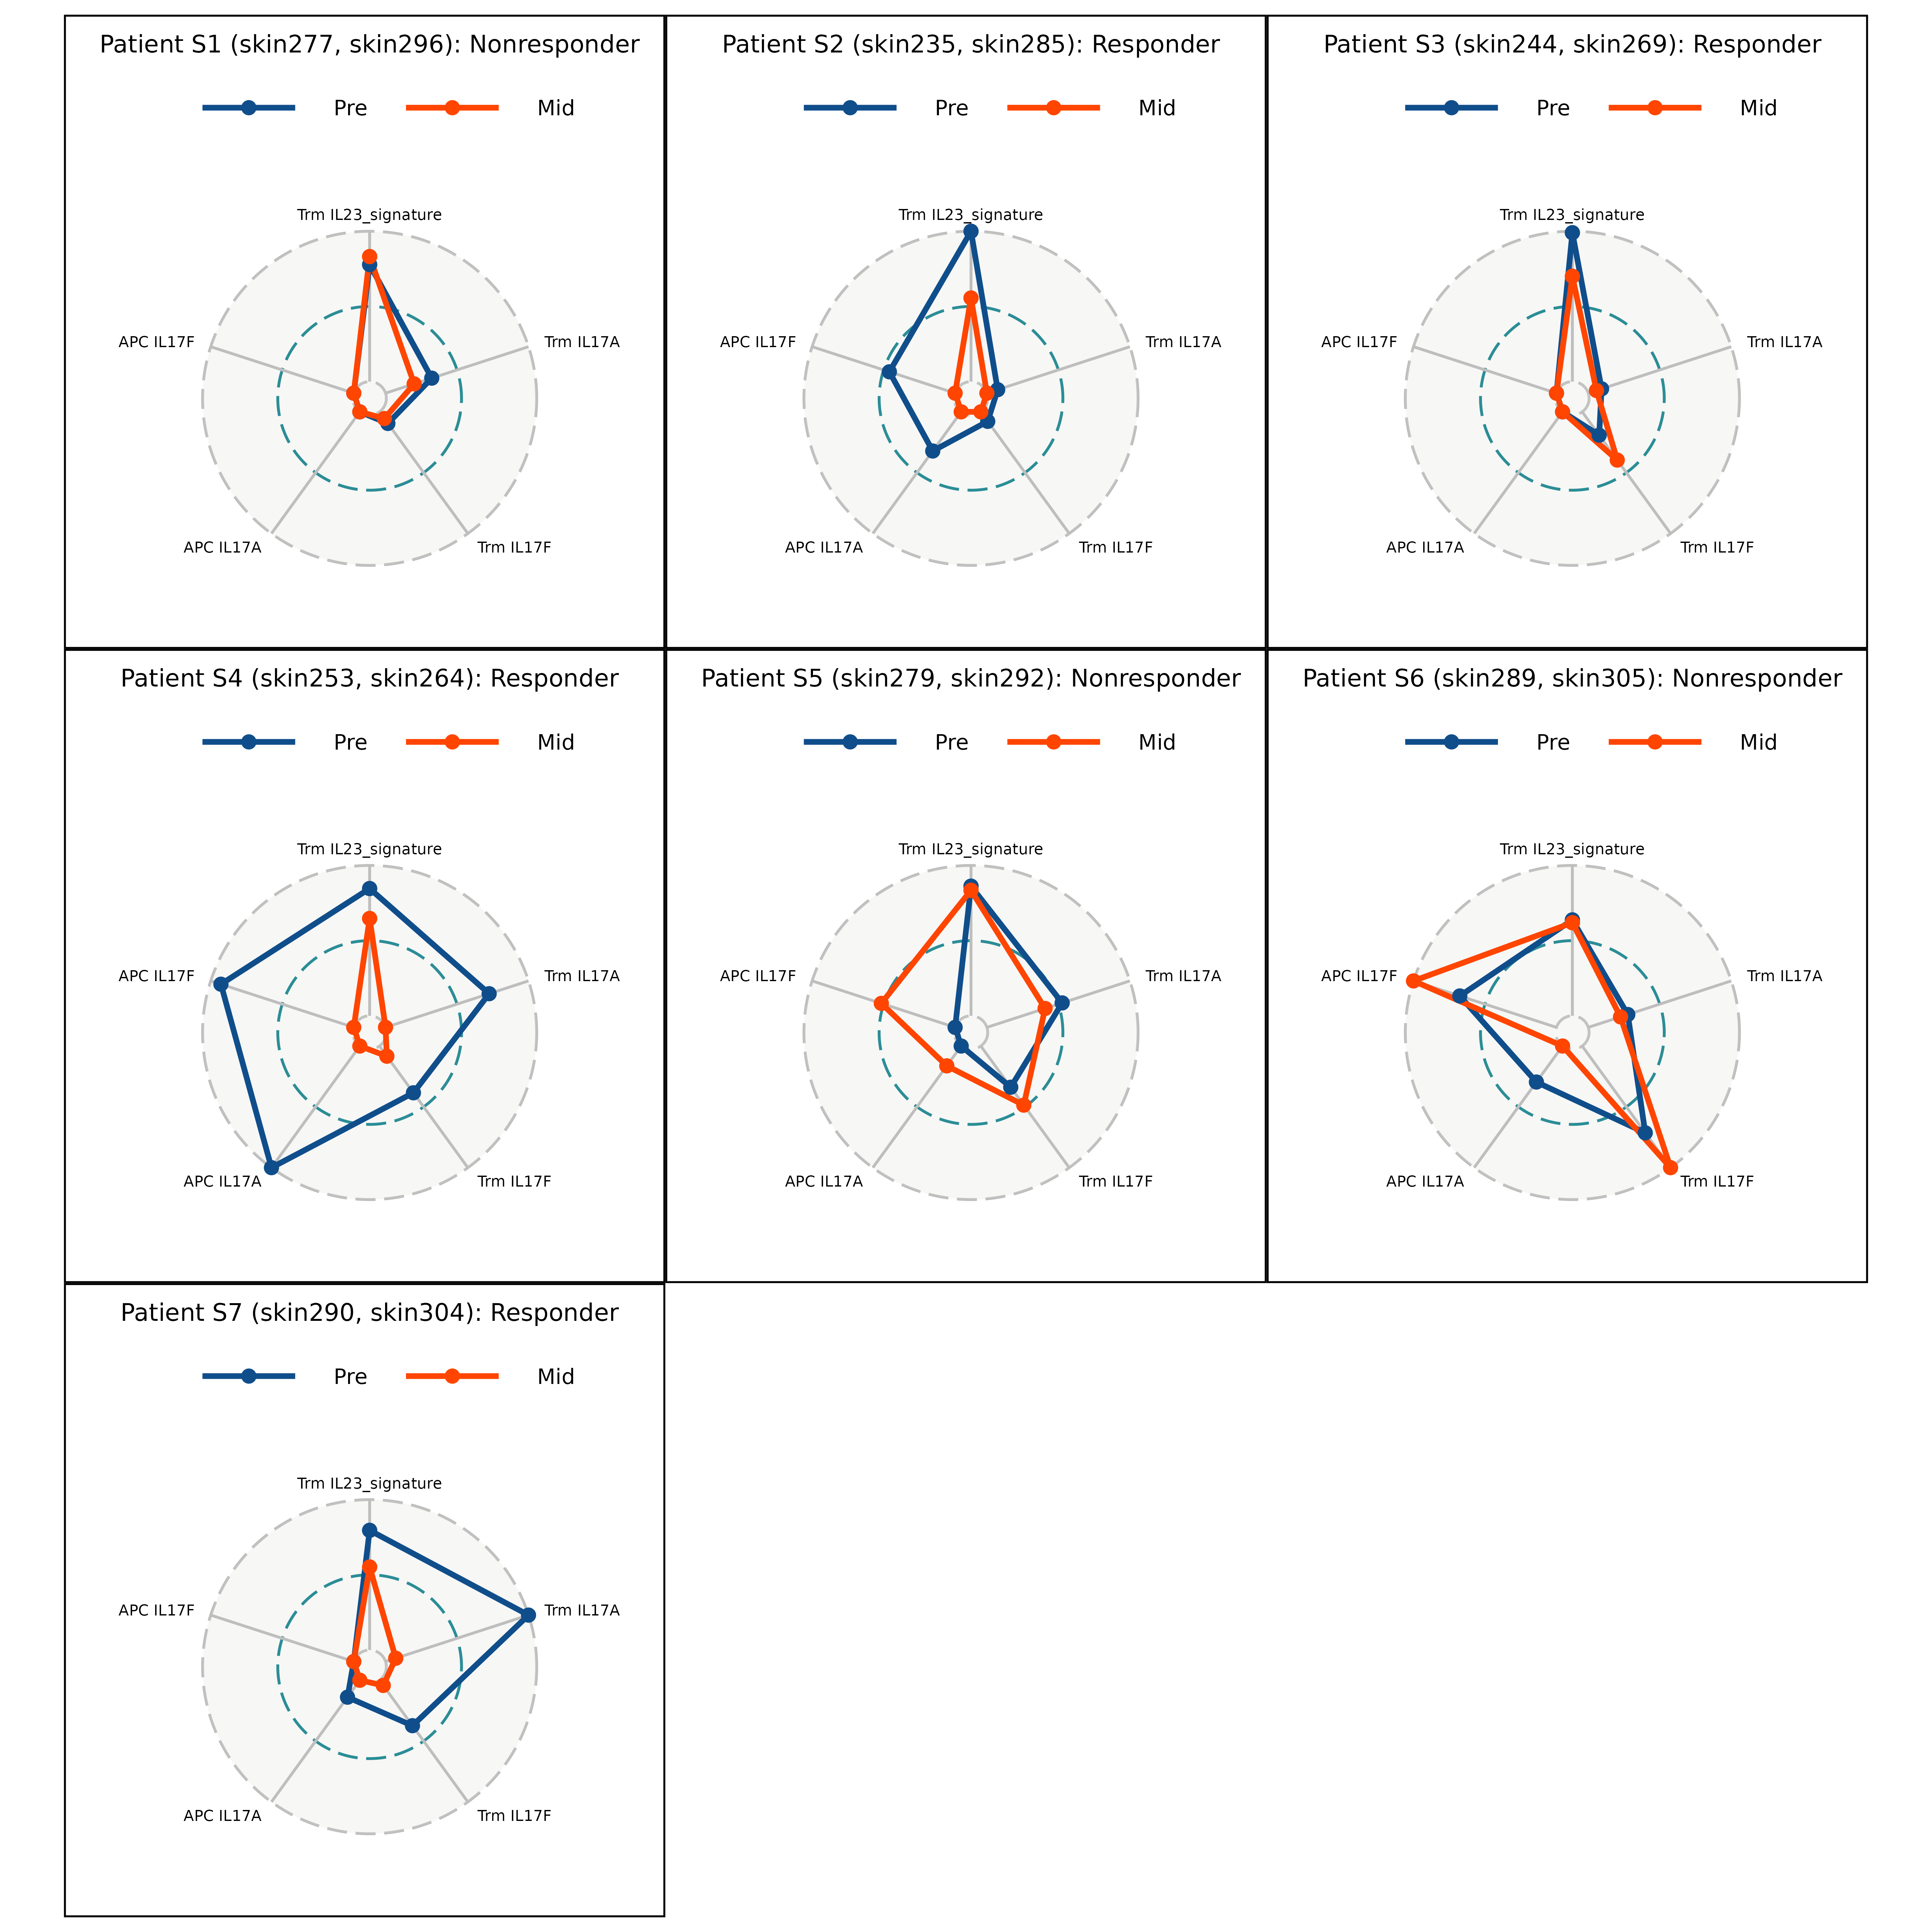 Patient S1 (skin277, skin296): Nonresponder
Pre Mid
Trm IL23_signature
APC IL17F Trm IL17A
APC IL17A Trm IL17F
Patient S2 (skin235, skin285): Responder
Pre Mid
Trm IL23_signature
APC IL17F Trm IL17A
APC IL17A Trm IL17F
Patient S3 (skin244, skin269): Responder
Pre Mid
Trm IL23_signature
APC IL17F Trm IL17A
APC IL17A Trm IL17F
Patient S4 (skin253, skin264): Responder
Pre Mid
Trm IL23_signature
APC IL17F Trm IL17A
APC IL17A Trm IL17F
Patient S5 (skin279, skin292): Nonresponder
Pre Mid
Trm IL23_signature
APC IL17F Trm IL17A
APC IL17A Trm IL17F
Patient S6 (skin289, skin305): Nonresponder
Pre Mid
Trm IL23_signature
APC IL17F Trm IL17A
APC IL17A Trm IL17F
Patient S7 (skin290, skin304): Responder
Pre Mid
Trm IL23_signature
APC IL17F Trm IL17A
APC IL17A Trm IL17F